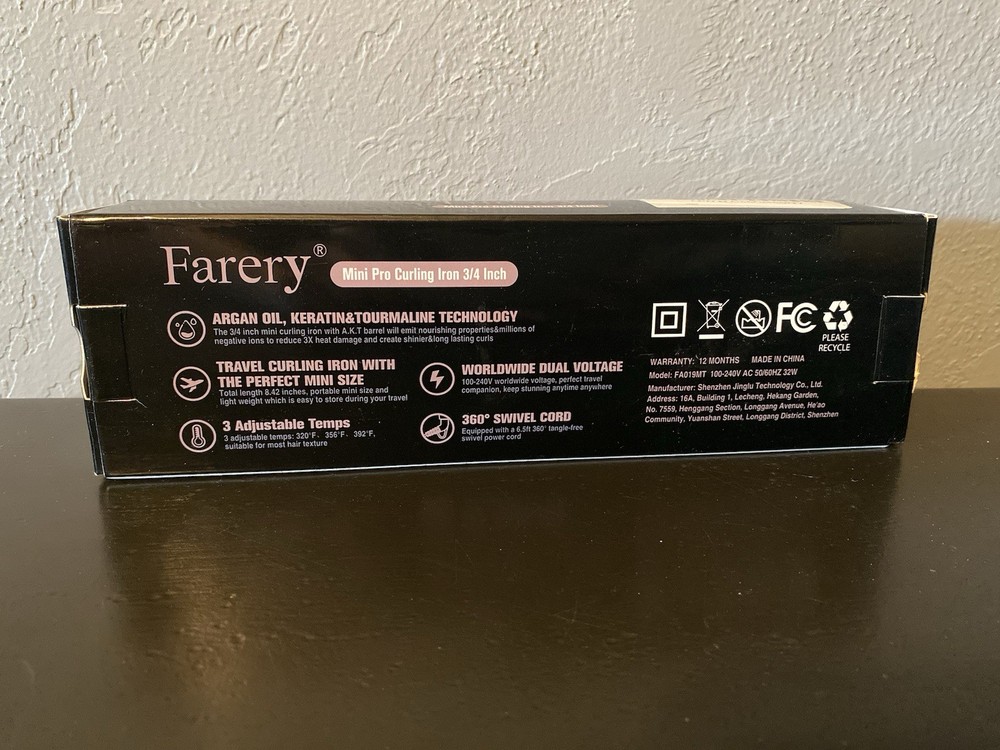 Farery®
Mini Pro Curling Iron 3/4 Inch
ARGAN OIL, KERATIN&TOURMALINE TECHNOLOGY
The 3/4 inch mini curling iron with A.K.T barrel will emit nourishing properties&millions of
negative ions to reduce 3X heat damage and create shinier&long lasting curls
TRAVEL CURLING IRON WITH
THE PERFECT MINI SIZE
Total length 8.42 inches, portable mini size and
light weight which is easy to store during your travel
WORLDWIDE DUAL VOLTAGE
100-240V worldwide voltage, perfect travel
companion, keep stunning anytime anywhere
3 Adjustable Temps
3 adjustable temps: 320°F、356°F、392°F,
suitable for most hair texture
360° SWIVEL CORD
Equipped with a 6.5ft 360° tangle-free
swivel power cord
FC
PLEASE
RECYCLE
WARRANTY: 12 MONTHS MADE IN CHINA
Model: FA019MT 100-240V AC 50/60HZ 32W
Manufacturer: Shenzhen Jinglu Technology Co., Ltd.
Address: 16A, Building 1, Lecheng, Hekang Garden,
No. 7559, Henggang Section, Longgang Avenue, He'ao
Community, Yuanshan Street, Longgang District, Shenzhen